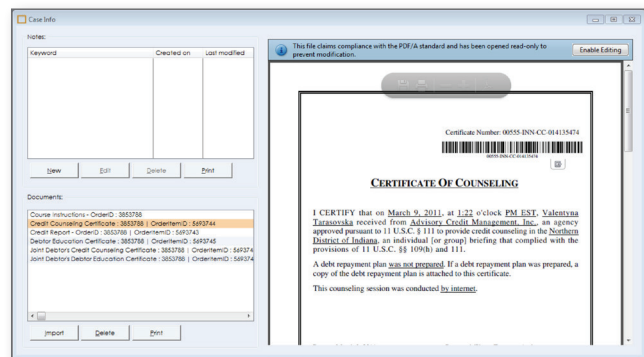 Case Info
Notes:
Keyword Created on Last modified
New Edit Delete Print
Documents:
Course Instructions - OrderID : 3853788
Credit Counseling Certificate : 3853788 | OrderItemID : 5693744
Credit Report - OrderID : 3853788 | OrderItemID : 5693743
Debtor Education Certificate : 3853788 | OrderItemID : 5693745
Joint Debtor's Credit Counseling Certificate : 3853788 | OrderItemID : 569374
Joint Debtor's Debtor Education Certificate : 3853788 | OrderItemID : 569374
Import Delete Print
This file claims compliance with the PDF/A standard and has been opened read-only to
prevent modification.
Enable Editing
Certificate Number: 00555-INN-CC-014135474
00555-INN-CC-014135474
CERTIFICATE OF COUNSELING
I CERTIFY that on March 9, 2011, at 1:22 o'clock PM EST, Valentyna
Tarasovska received from Advisory Credit Management, Inc., an agency
approved pursuant to 11 U.S.C. § 111 to provide credit counseling in the Northern
District of Indiana, an individual [or group] briefing that complied with the
provisions of 11 U.S.C. §§ 109(h) and 111.
A debt repayment plan was not prepared. If a debt repayment plan was prepared, a
copy of the debt repayment plan is attached to this certificate.
This counseling session was conducted by internet.